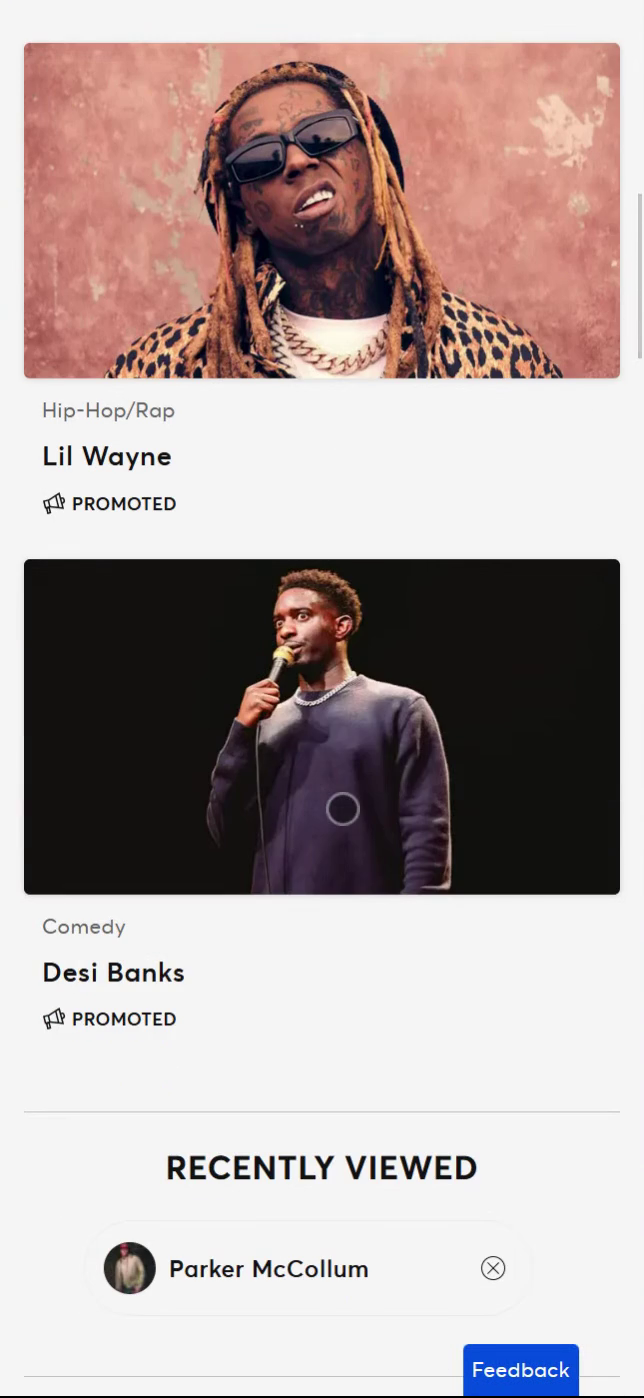 Hip-Hop/Rap
Lil Wayne
PROMOTED
Comedy
Desi Banks
PROMOTED
RECENTLY VIEWED
Parker McCollum
Feedback